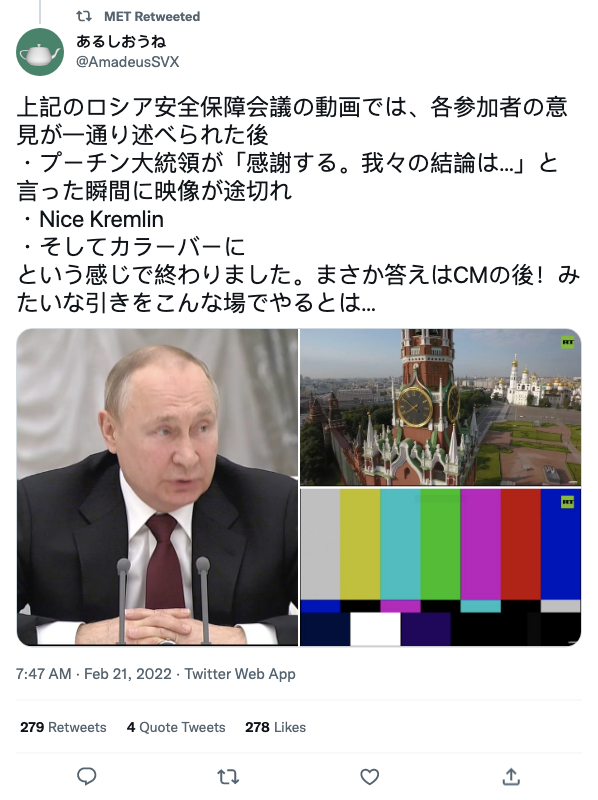 MET Retweeted
あるしおうね
@AmadeusSVX
上記のロシア安全保障会議の動画では、各参加者の意
見が一通り述べられた後
・プーチン大統領が「感謝する。我々の結論は...」と
言った瞬間に映像が途切れ
・Nice Kremlin
・そしてカラーバーに
という感じで終わりました。まさか答えはCMの後！み
たいな引きをこんな場でやるとは...
RT
RT
7:47 AM · Feb 21, 2022 · Twitter Web App
279 Retweets 4 Quote Tweets 278 Likes